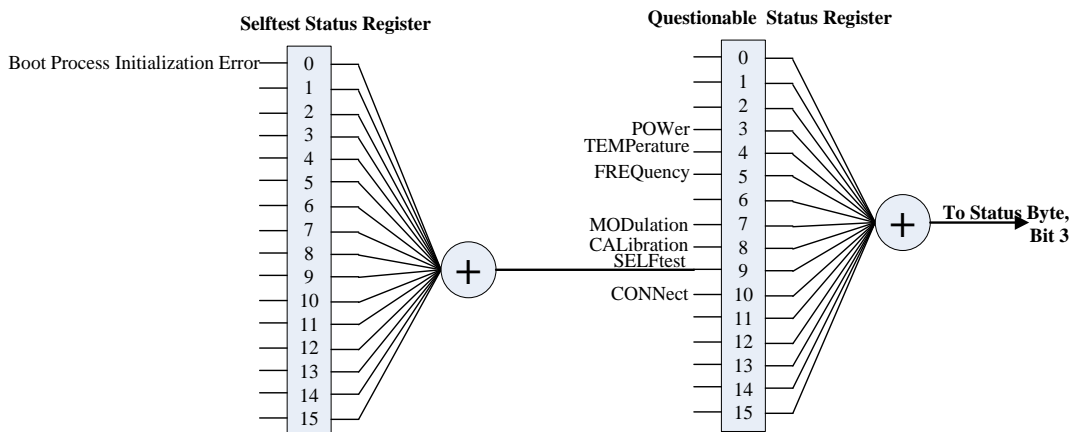 Selftest Status Register
Boot Process Initialization Error
0
1
2
3
4
5
6
7
8
9
10
11
12
13
14
15
+
Questionable Status Register
POWer
TEMPerature
FREQuency
MODulation
CALibration
SELFtest
CONNect
0
1
2
3
4
5
6
7
8
9
10
11
12
13
14
15
+
To Status Byte,
Bit 3